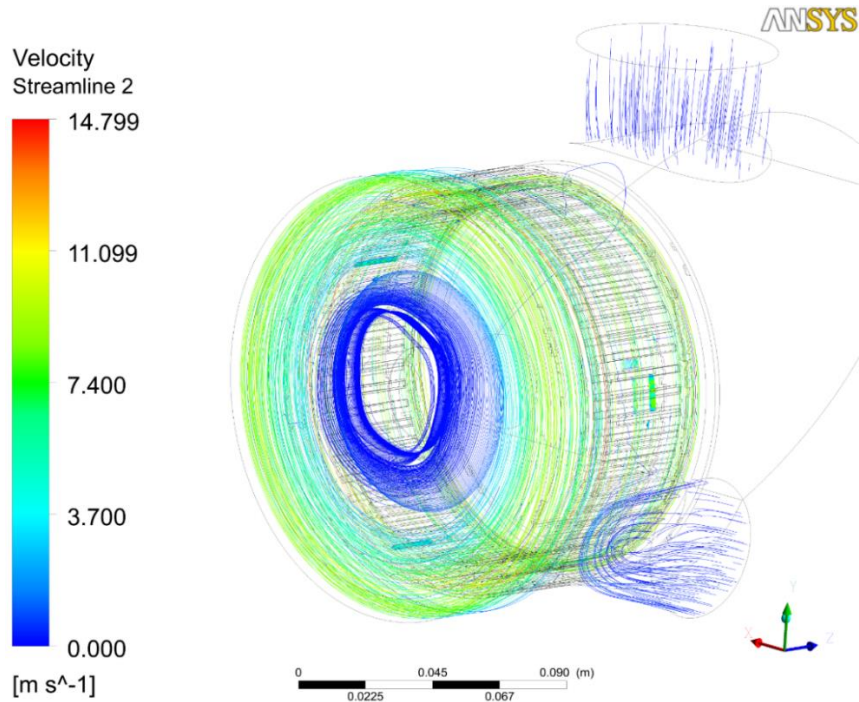 ANSYS
Velocity
Streamline 2
14.799
11.099
7.400
3.700
0.000
[m s^-1]
0 0.045 0.090 (m)
0.0225 0.067
X Y Z